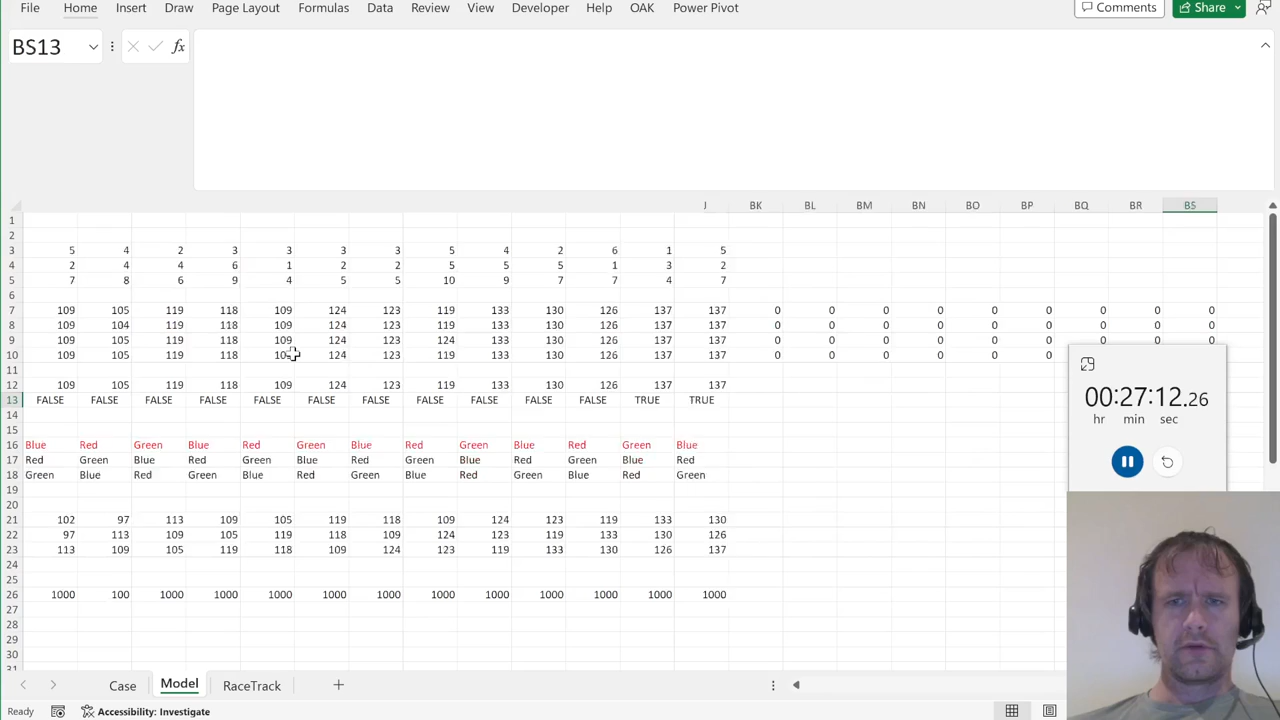 File Home Insert Draw Page Layout Formulas Data Review View Developer Help OAK Power Pivot Comments Share
BS13 fx
J BK BL BM BN BO BP BQ BR BS
1
2
3 5 4 2 3 3 3 3 5 4 2 6 1 5
4 2 4 4 6 1 2 2 5 5 5 1 3 2
5 7 8 6 9 4 5 5 10 9 7 7 4 7
6
7 109 105 119 118 109 124 123 119 133 130 126 137 137 0 0 0 0 0 0 0 0 0
8 109 104 119 118 109 124 123 119 133 130 126 137 137 0 0 0 0 0 0 0 0 0
9 109 105 119 118 109 124 123 124 133 130 126 137 137 0 0 0 0 0 0 0 0 0
10 109 105 119 118 124 123 119 133 130 126 137 137 0 0 0 0 0 0
11
12 109 105 119 118 109 124 123 119 133 130 126 137 137
13 FALSE FALSE FALSE FALSE FALSE FALSE FALSE FALSE FALSE FALSE FALSE TRUE TRUE
14
15
16 Blue Red Green Blue Red Green Blue Red Green Blue Red Green Blue
17 Red Green Blue Red Green Blue Red Green Blue Red Green Blue Red
18 Green Blue Red Green Blue Red Green Blue Red Green Blue Red Green
19
20
21 102 97 113 109 105 119 118 109 124 123 119 133 130
22 97 113 109 105 119 118 109 124 123 119 133 130 126
23 113 109 105 119 118 109 124 123 119 133 130 126 137
24
25
26 1000 100 1000 1000 1000 1000 1000 1000 1000 1000 1000 1000 1000
27
28
29
30
31
00:27:12.26
hr min sec
Case Model RaceTrack
Ready Accessibility: Investigate